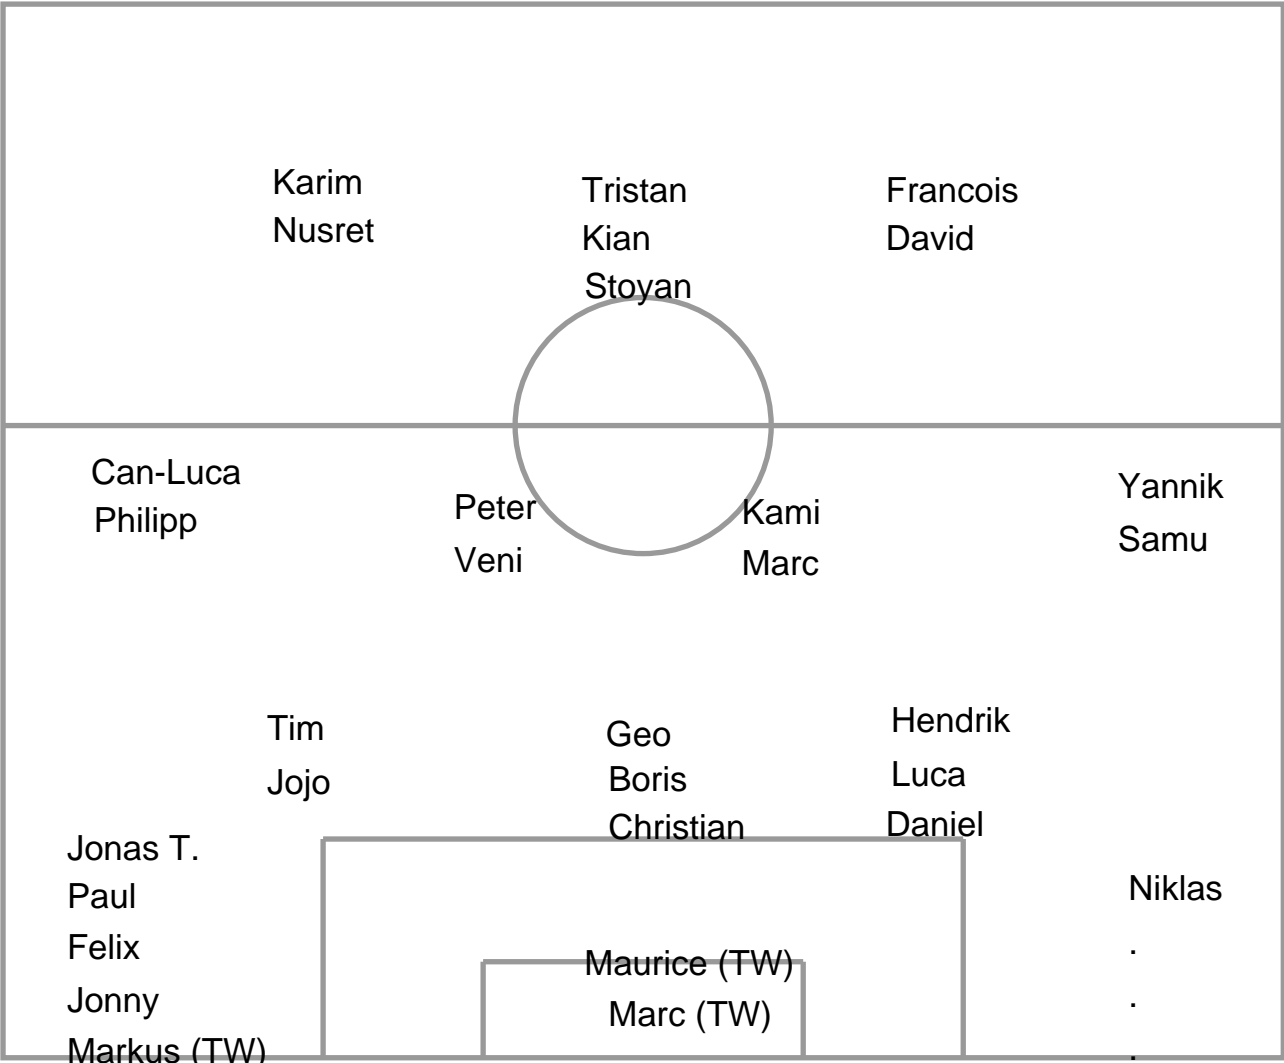 Karim
Nusret
Tristan
Kian
Stoyan
Francois
David
Can-Luca
Philipp
Peter
Veni
Kami
Marc
Yannik
Samu
Tim
Jojo
Geo
Boris
Christian
Hendrik
Luca
Daniel
Jonas T.
Paul
Felix
Jonny
Markus (TW)
Maurice (TW)
Marc (TW)
Niklas
.
.
.